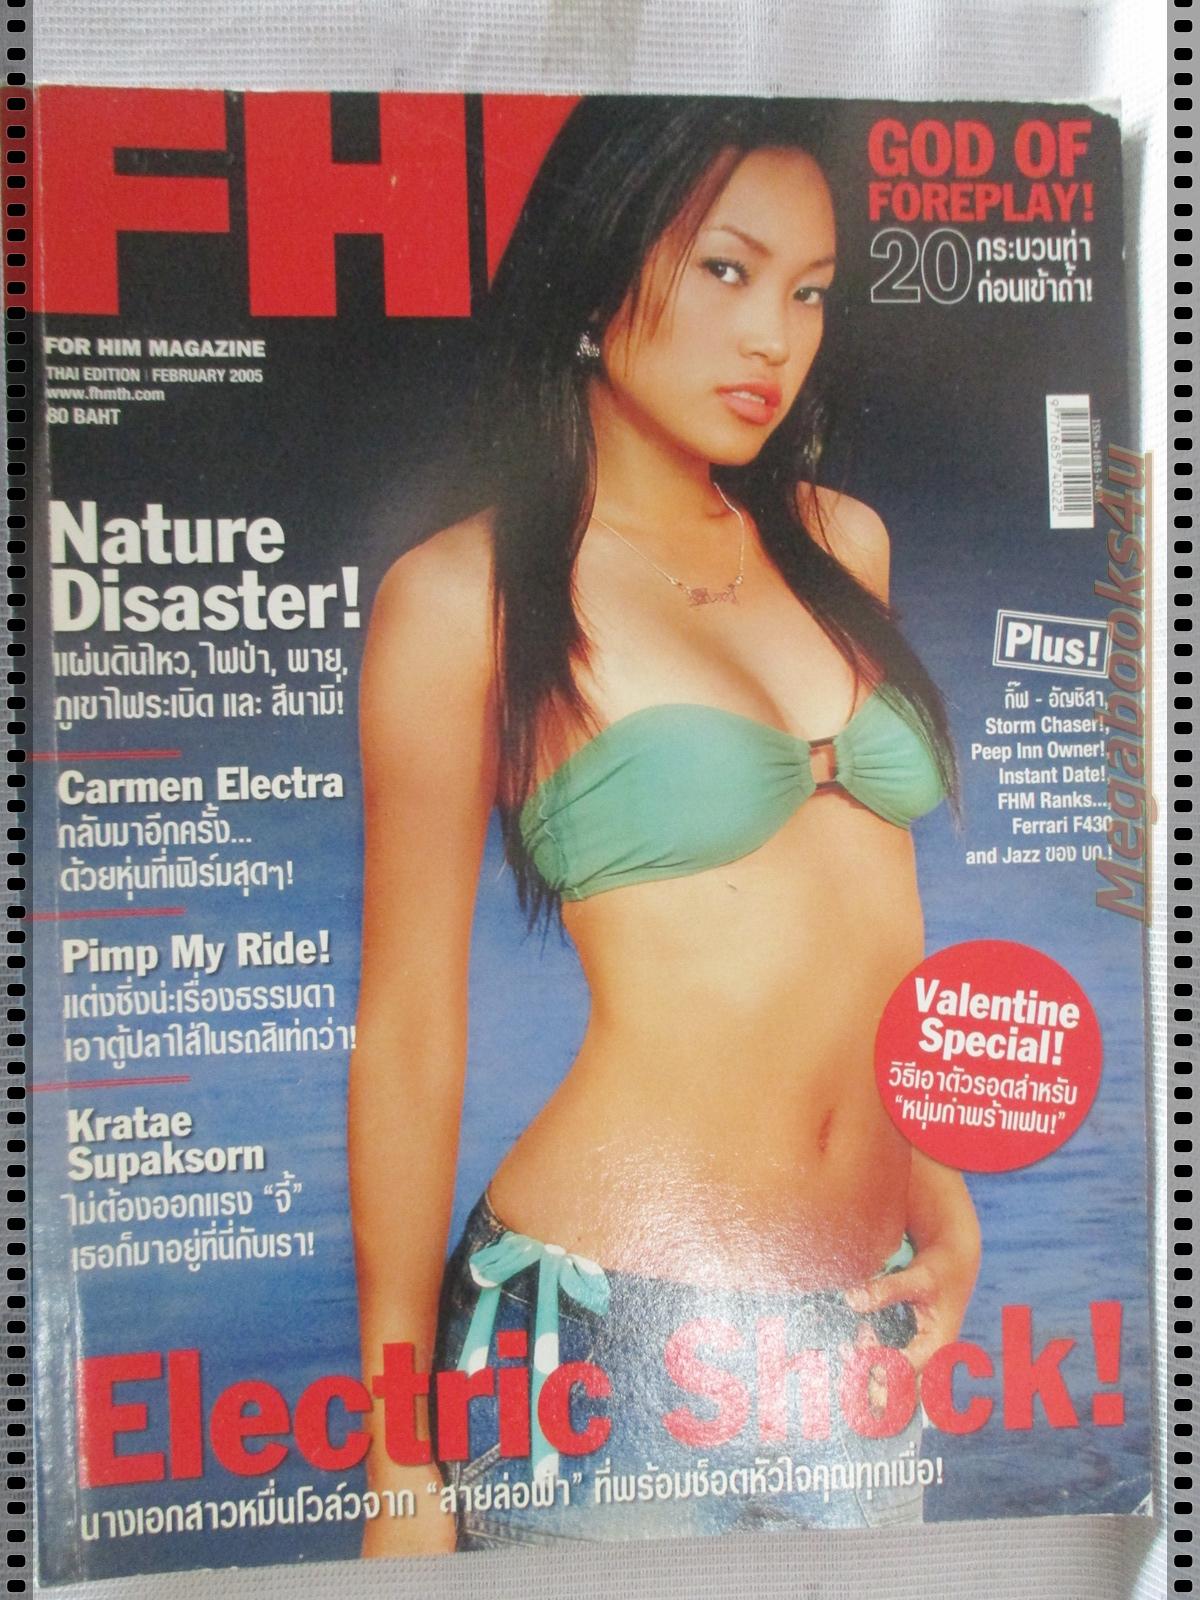 FHM
GOD OF
FOREPLAY!
20 กระบวนท่า
ก่อนเข้าถ้ำ!
FOR HIM MAGAZINE
THAI EDITION | FEBRUARY 2005
www.fhmth.com
80 BAHT
Nature
Disaster!
แผ่นดินไหว, ไฟป่า, พายุ,
ภูเขาไฟระเบิด และ สึนามิ!
Carmen Electra
กลับมาอีกครั้ง...
ด้วยหุ่นที่เฟิร์มสุดๆ!
Pimp My Ride!
แต่งซิ่งน่ะเรื่องธรรมดา
เอาตู้ปลาใส่ในรถสิเท่กว่า!
Kratae
Supaksorn
ไม่ต้องออกแรง “จี้”
เธอก็มาอยู่ที่นี่กับเรา!
Plus!
กิ๊ฟ - อัญชิสา,
Storm Chaser!,
Peep Inn Owner!,
Instant Date!,
FHM Ranks...,
Ferrari F430
and Jazz ของ บก.!
Megabooks4u
Valentine
Special!
วิธีเอาตัวรอดสำหรับ
“หนุ่มกำพร้าแฟน!”
Electric Shock!
นางเอกสาวหมื่นโวล์วจาก “สายล่อฟ้า” ที่พร้อมช็อตหัวใจคุณทุกเมื่อ!